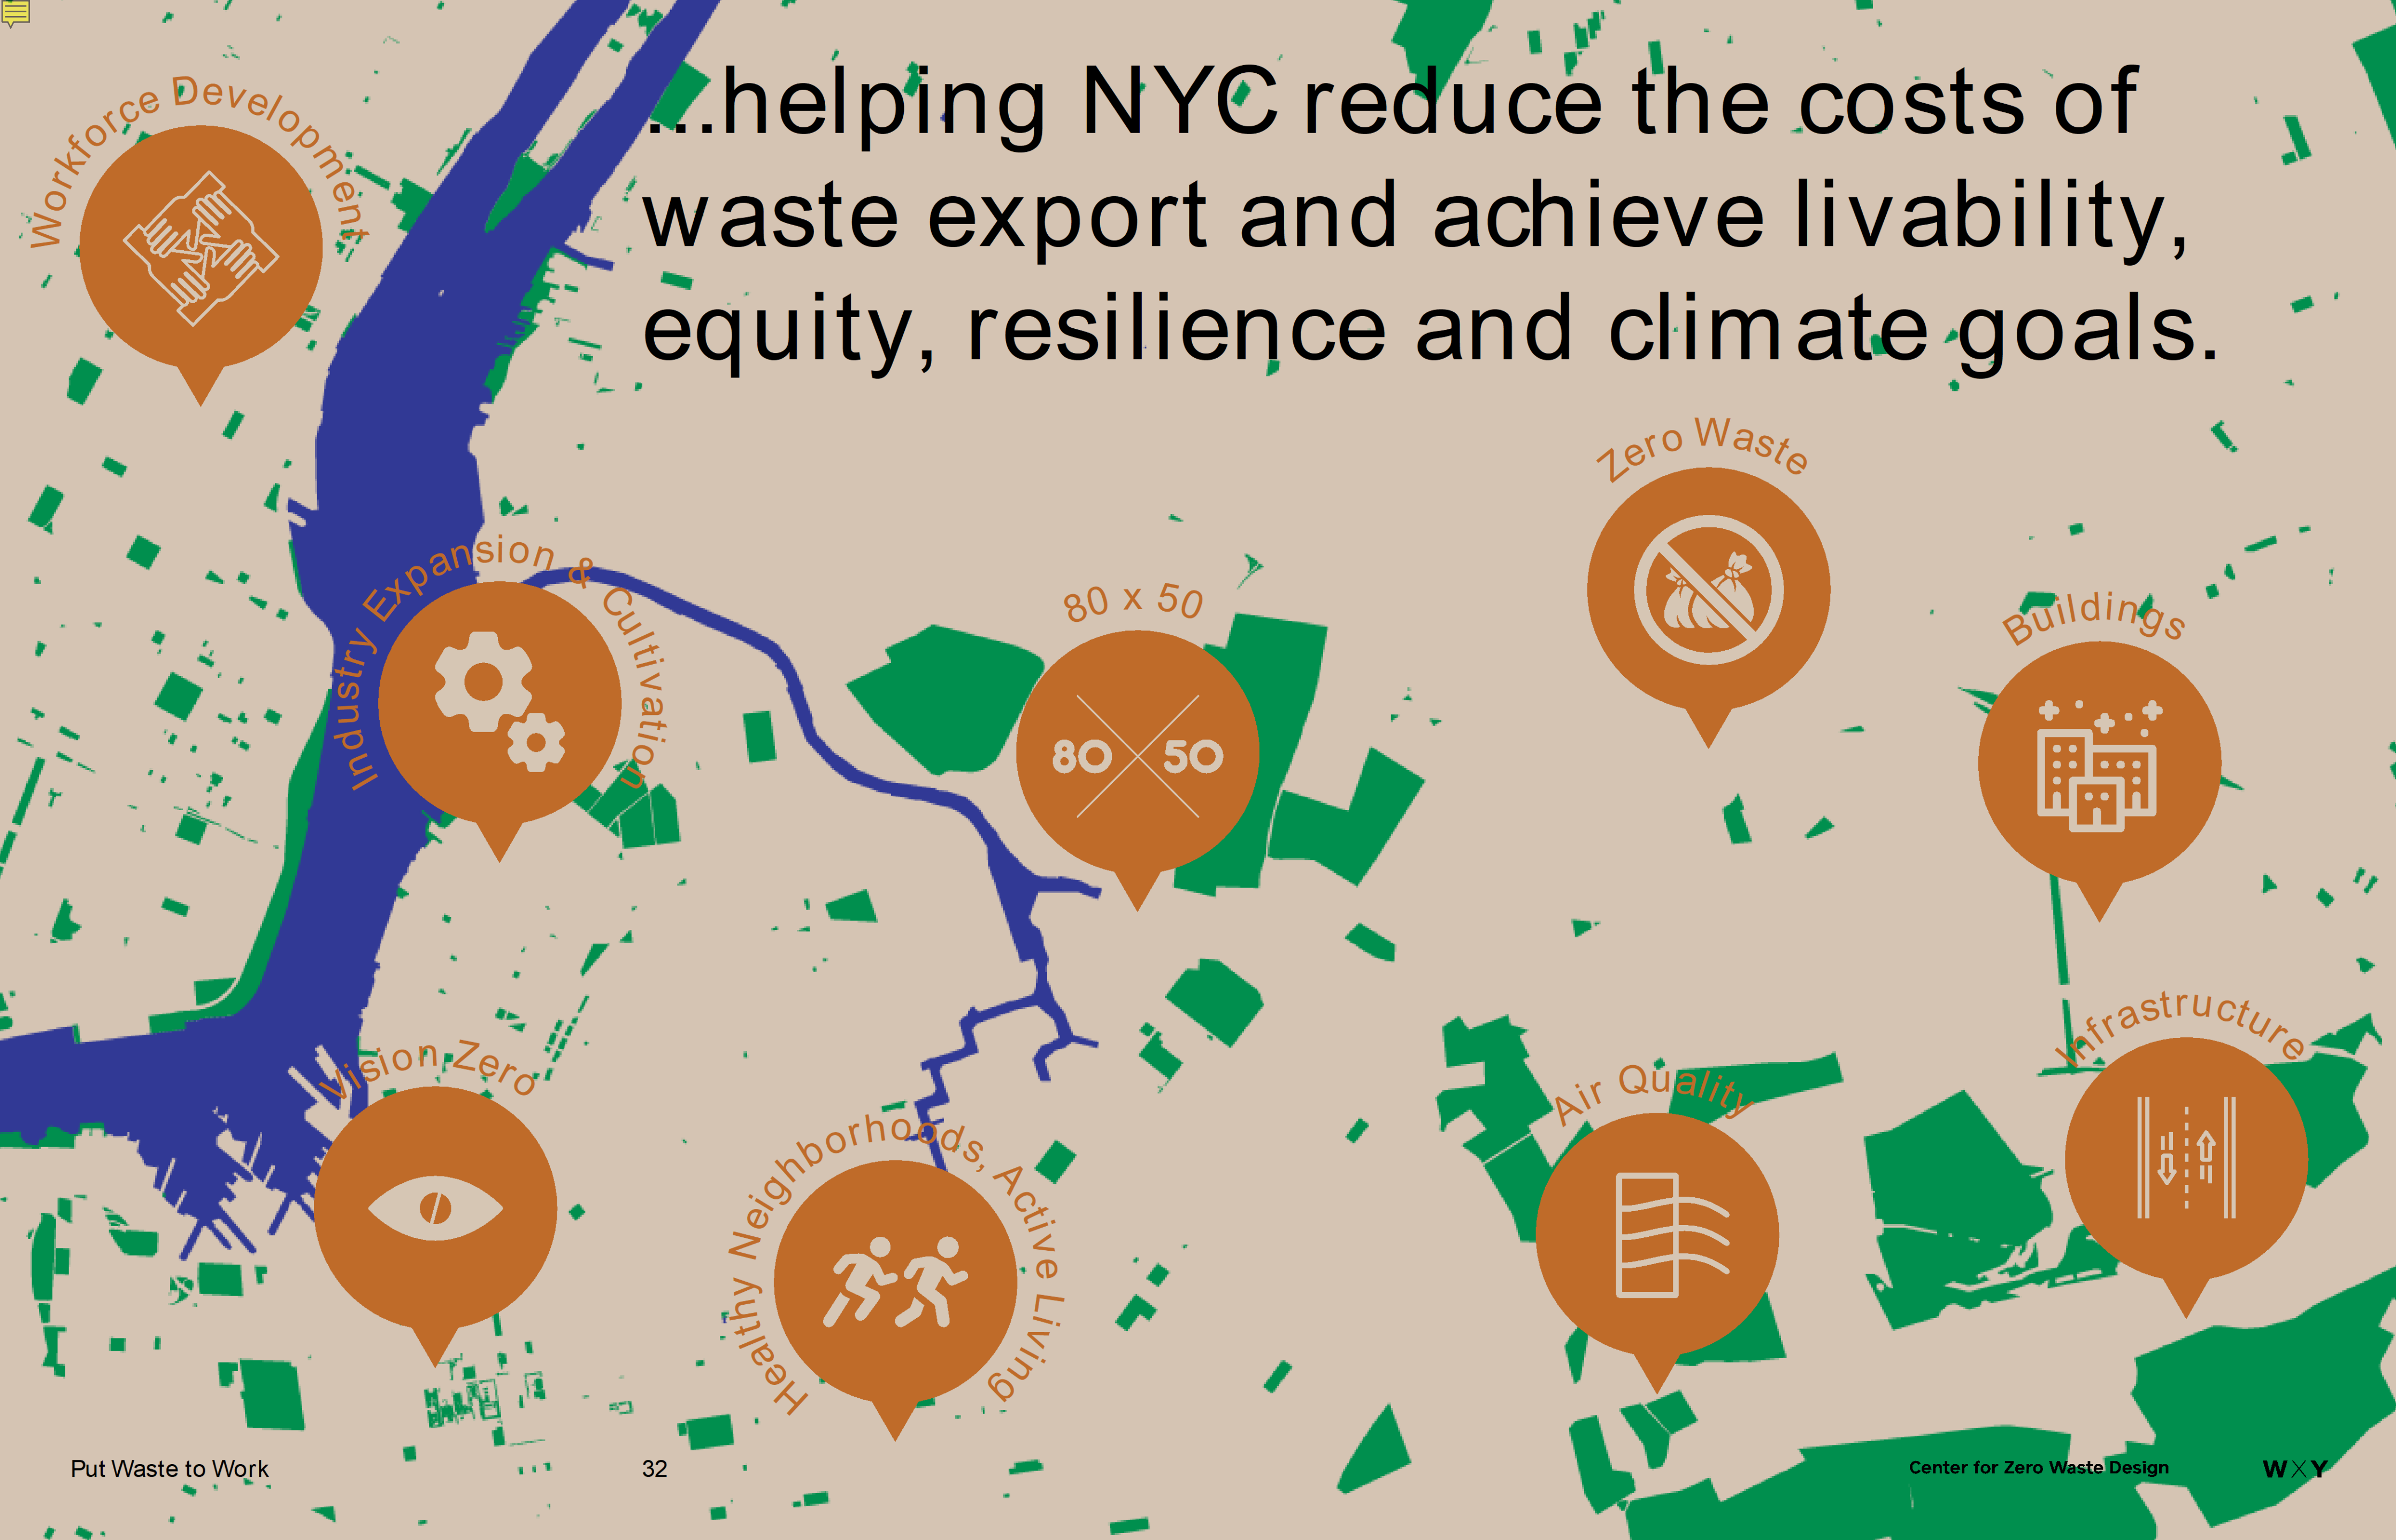 ...helping NYC reduce the costs of
waste export and achieve livability,
equity, resilience and climate goals.
Workforce Development
Zero Waste
Industry Expansion & Cultivation
80 x 50
80 50
Buildings
Infrastructure
Vision Zero
Air Quality
Healthy Neighborhoods, Active Living
Put Waste to Work
32
Center for Zero Waste Design
WXY